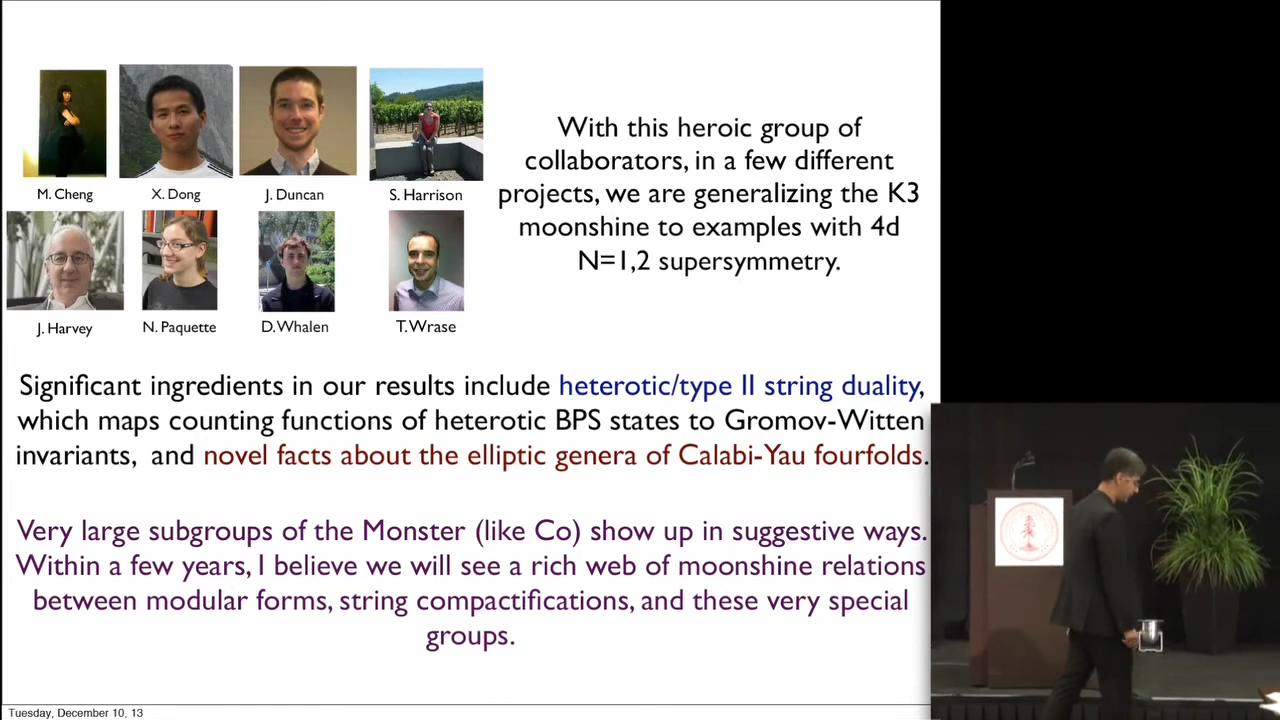 M. Cheng
X. Dong
J. Duncan
S. Harrison
J. Harvey
N. Paquette
D. Whalen
T. Wrase
With this heroic group of
collaborators, in a few different
projects, we are generalizing the K3
moonshine to examples with 4d
N=1,2 supersymmetry.
Significant ingredients in our results include heterotic/type II string duality,
which maps counting functions of heterotic BPS states to Gromov-Witten
invariants, and novel facts about the elliptic genera of Calabi-Yau fourfolds.
Very large subgroups of the Monster (like Co) show up in suggestive ways.
Within a few years, I believe we will see a rich web of moonshine relations
between modular forms, string compactifications, and these very special
groups.
Tuesday, December 10, 13